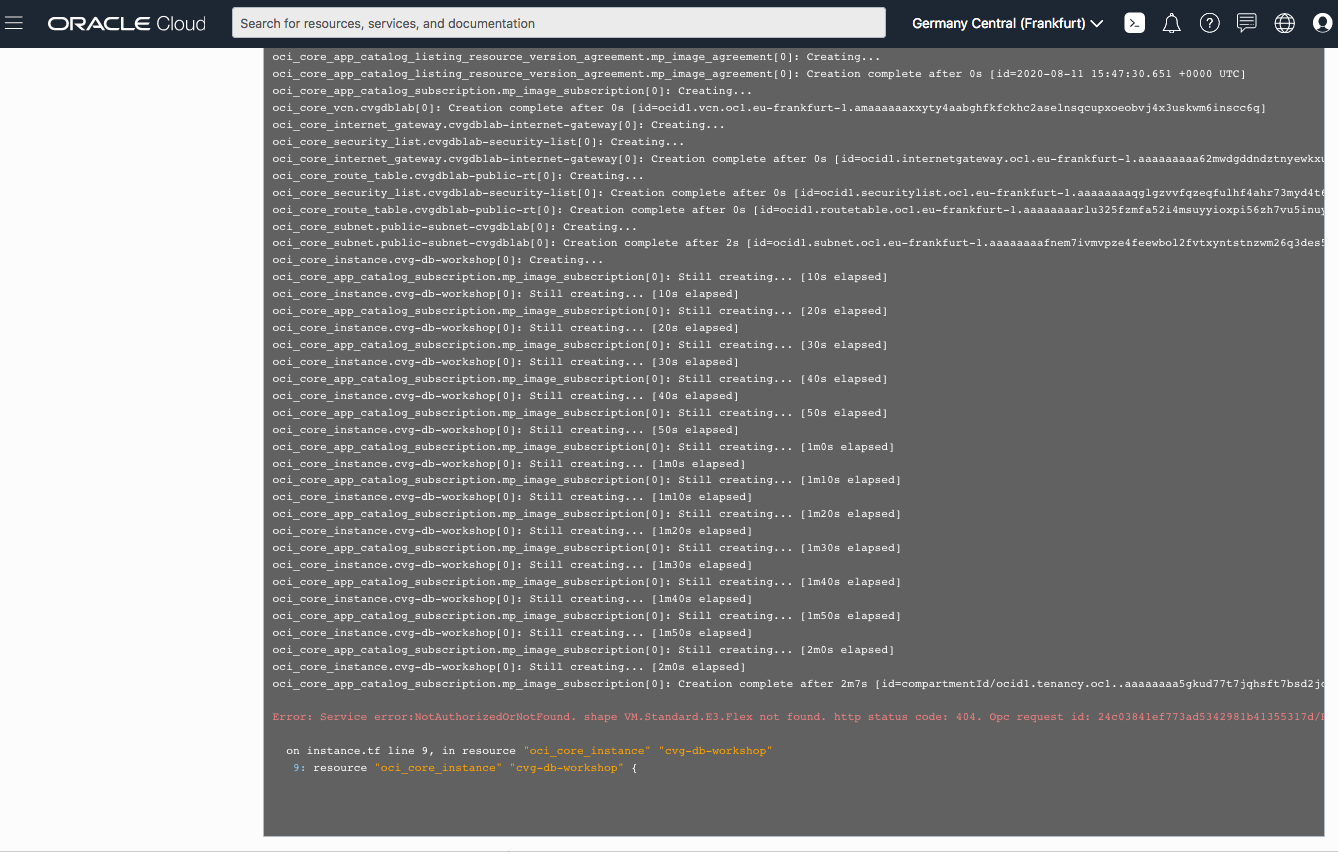 ORACLE Cloud
Search for resources, services, and documentation
Germany Central (Frankfurt)
oci_core_app_catalog_listing_resource_version_agreement.mp_image_agreement[0]: Creating...
oci_core_app_catalog_listing_resource_version_agreement.mp_image_agreement[0]: Creation complete after 0s [id=2020-08-11 15:47:30.651 +0000 UTC]
oci_core_app_catalog_subscription.mp_image_subscription[0]: Creating...
oci_core_vcn.cvgdblab[0]: Creation complete after 0s [id=ocid1.vcn.oc1.eu-frankfurt-1.amaaaaaaxxyty4aabghfkfckhc2aselnsqcupxoeobvj4x3uskwm6inscc6q]
oci_core_internet_gateway.cvgdblab-internet-gateway[0]: Creating...
oci_core_security_list.cvgdblab-security-list[0]: Creating...
oci_core_internet_gateway.cvgdblab-internet-gateway[0]: Creation complete after 0s [id=ocid1.internetgateway.oc1.eu-frankfurt-1.aaaaaaaaa62mwdgddndztnyewkxu
oci_core_route_table.cvgdblab-public-rt[0]: Creating...
oci_core_security_list.cvgdblab-security-list[0]: Creation complete after 0s [id=ocid1.securitylist.oc1.eu-frankfurt-1.aaaaaaaaqglgzvvfqzeqfulhf4ahr73myd4t6
oci_core_route_table.cvgdblab-public-rt[0]: Creation complete after 0s [id=ocid1.routetable.oc1.eu-frankfurt-1.aaaaaaaarlu325fzmfa52i4msuyyioxpi56zh7vu5inuy
oci_core_subnet.public-subnet-cvgdblab[0]: Creating...
oci_core_subnet.public-subnet-cvgdblab[0]: Creation complete after 2s [id=ocid1.subnet.oc1.eu-frankfurt-1.aaaaaaaafnem7ivmvpze4feewbol2fvtxyntstnzwm26q3des5
oci_core_instance.cvg-db-workshop[0]: Creating...
oci_core_app_catalog_subscription.mp_image_subscription[0]: Still creating... [10s elapsed]
oci_core_instance.cvg-db-workshop[0]: Still creating... [10s elapsed]
oci_core_app_catalog_subscription.mp_image_subscription[0]: Still creating... [20s elapsed]
oci_core_instance.cvg-db-workshop[0]: Still creating... [20s elapsed]
oci_core_app_catalog_subscription.mp_image_subscription[0]: Still creating... [30s elapsed]
oci_core_instance.cvg-db-workshop[0]: Still creating... [30s elapsed]
oci_core_app_catalog_subscription.mp_image_subscription[0]: Still creating... [40s elapsed]
oci_core_instance.cvg-db-workshop[0]: Still creating... [40s elapsed]
oci_core_app_catalog_subscription.mp_image_subscription[0]: Still creating... [50s elapsed]
oci_core_instance.cvg-db-workshop[0]: Still creating... [50s elapsed]
oci_core_app_catalog_subscription.mp_image_subscription[0]: Still creating... [1m0s elapsed]
oci_core_instance.cvg-db-workshop[0]: Still creating... [1m0s elapsed]
oci_core_app_catalog_subscription.mp_image_subscription[0]: Still creating... [1m10s elapsed]
oci_core_instance.cvg-db-workshop[0]: Still creating... [1m10s elapsed]
oci_core_app_catalog_subscription.mp_image_subscription[0]: Still creating... [1m20s elapsed]
oci_core_instance.cvg-db-workshop[0]: Still creating... [1m20s elapsed]
oci_core_app_catalog_subscription.mp_image_subscription[0]: Still creating... [1m30s elapsed]
oci_core_instance.cvg-db-workshop[0]: Still creating... [1m30s elapsed]
oci_core_app_catalog_subscription.mp_image_subscription[0]: Still creating... [1m40s elapsed]
oci_core_instance.cvg-db-workshop[0]: Still creating... [1m40s elapsed]
oci_core_app_catalog_subscription.mp_image_subscription[0]: Still creating... [1m50s elapsed]
oci_core_instance.cvg-db-workshop[0]: Still creating... [1m50s elapsed]
oci_core_app_catalog_subscription.mp_image_subscription[0]: Still creating... [2m0s elapsed]
oci_core_instance.cvg-db-workshop[0]: Still creating... [2m0s elapsed]
oci_core_app_catalog_subscription.mp_image_subscription[0]: Creation complete after 2m7s [id=compartmentId/ocid1.tenancy.oc1..aaaaaaaa5gkud77t7jqhsft7bsd2jc
Error: Service error:NotAuthorizedOrNotFound. shape VM.Standard.E3.Flex not found. http status code: 404. Opc request id: 24c03841ef773ad5342981b41355317d/
on instance.tf line 9, in resource "oci_core_instance" "cvg-db-workshop"
9: resource "oci_core_instance" "cvg-db-workshop" {